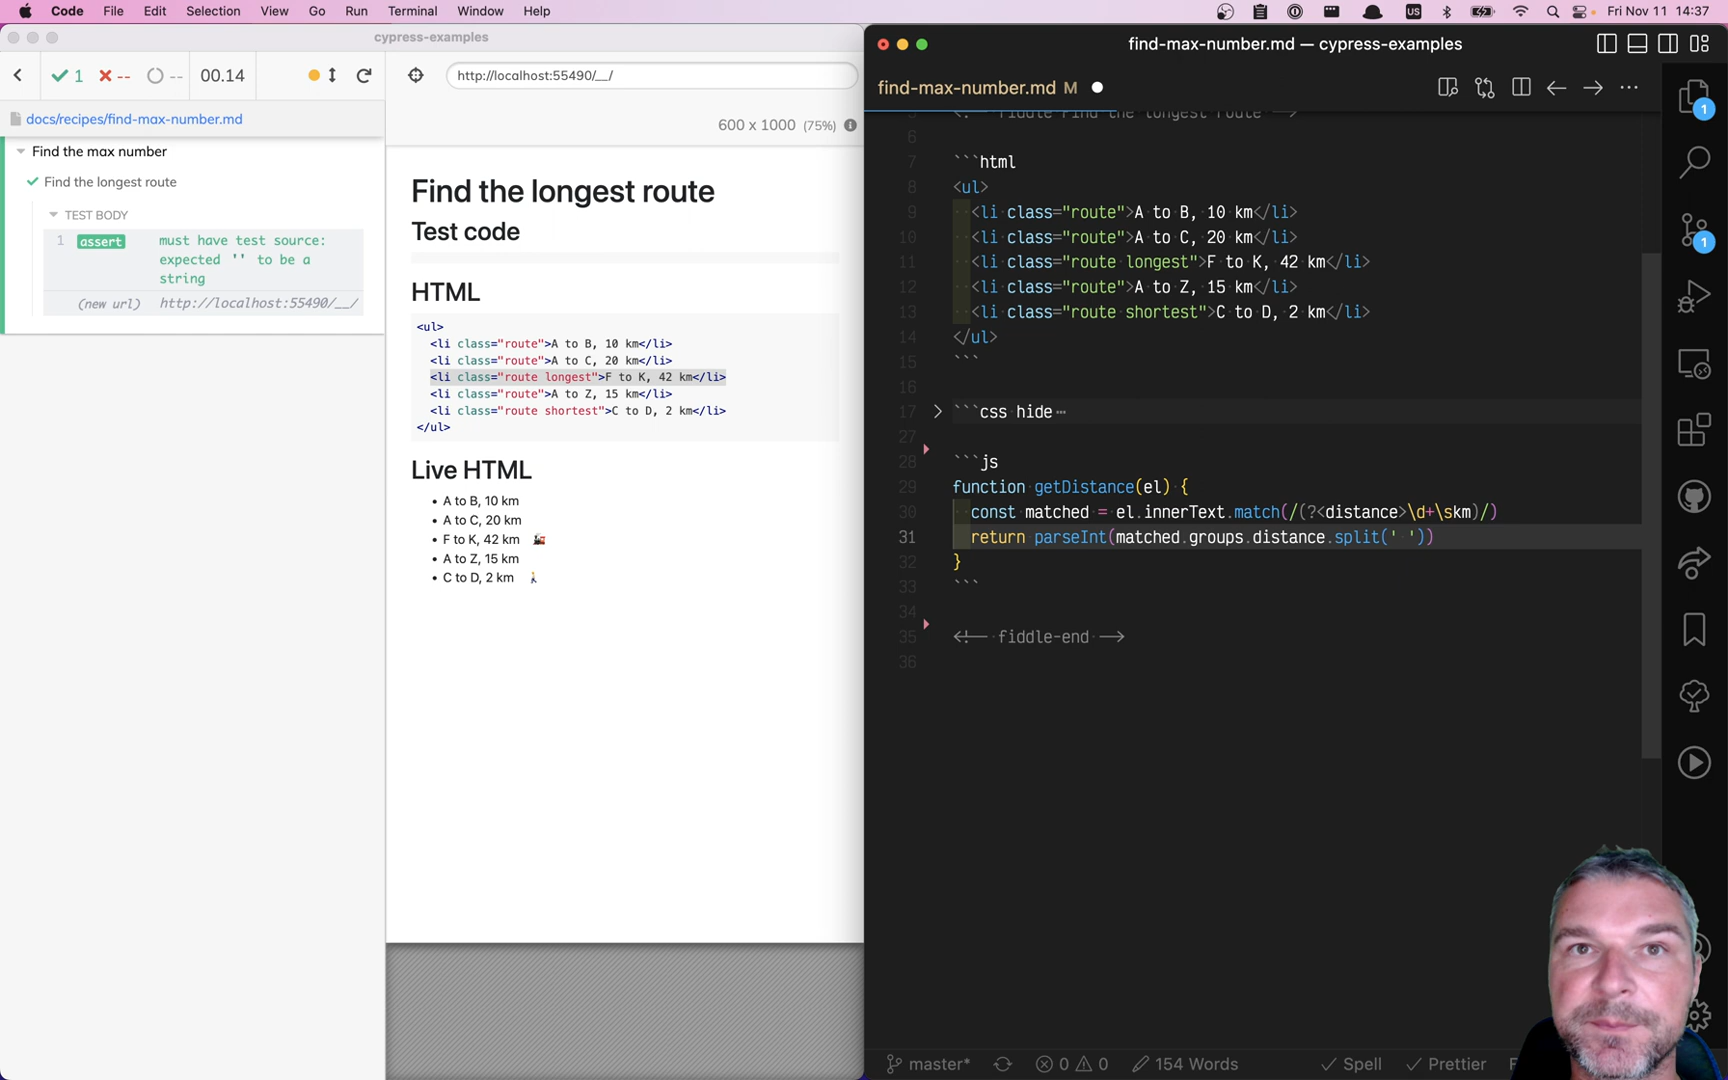 Code File Edit Selection View Go Run Terminal Window Help
US
Fri Nov 11 14:37
cypress-examples
1 -- -- 00.14
http://localhost:55490/__/
600 x 1000 (75%)
docs/recipes/find-max-number.md
Find the max number
Find the longest route
TEST BODY
1 assert must have test source:
expected '' to be a
string
(new url) http://localhost:55490/__/
Find the longest route
Test code
HTML
<ul>
<li class="route">A to B, 10 km</li>
<li class="route">A to C, 20 km</li>
<li class="route longest">F to K, 42 km</li>
<li class="route">A to Z, 15 km</li>
<li class="route shortest">C to D, 2 km</li>
</ul>
Live HTML
• A to B, 10 km
• A to C, 20 km
• F to K, 42 km 🚂
• A to Z, 15 km
• C to D, 2 km 🚶
find-max-number.md — cypress-examples
find-max-number.md M
5 <!-- fiddle Find the longest route -->
6
7 ```html
8 <ul>
9 <li class="route">A to B, 10 km</li>
10 <li class="route">A to C, 20 km</li>
11 <li class="route longest">F to K, 42 km</li>
12 <li class="route">A to Z, 15 km</li>
13 <li class="route shortest">C to D, 2 km</li>
14 </ul>
15 ```
16
17 ```css hide…
27
28 ```js
29 function getDistance(el) {
30 const matched = el.innerText.match(/(?<distance>\d+\skm)/)
31 return parseInt(matched.groups.distance.split(' '))
32 }
33 ```
34
35 <!-- fiddle-end -->
36
1
1
master* 0 0 154 Words Spell Prettier